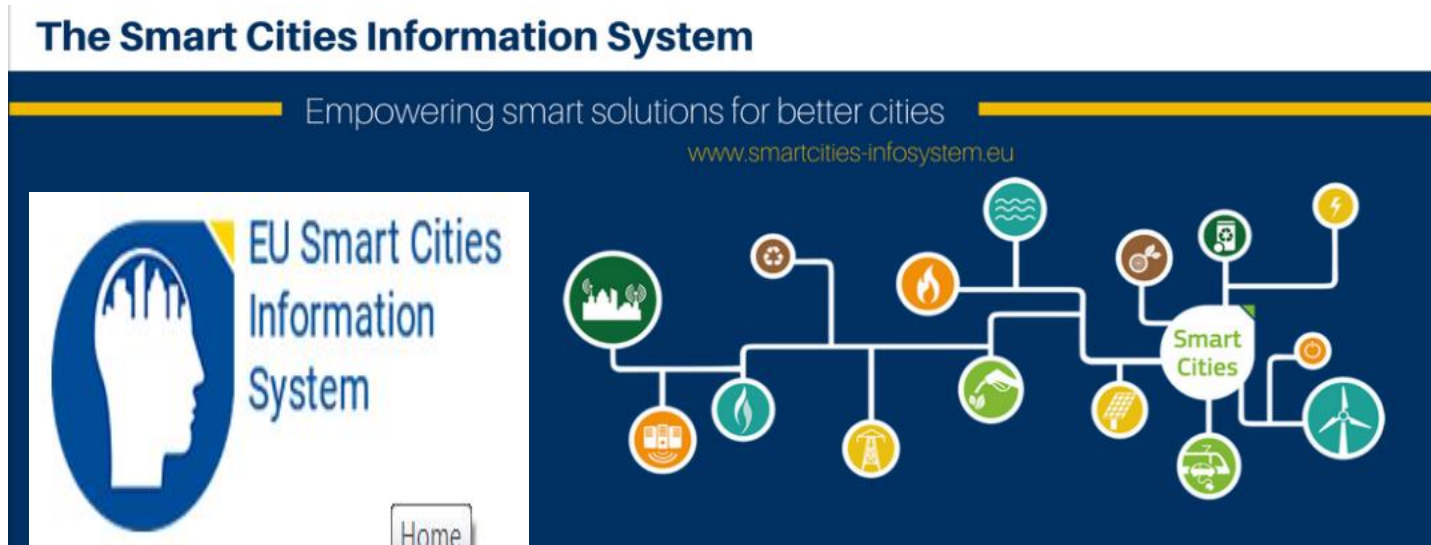 The Smart Cities Information System
Empowering smart solutions for better cities
www.smartcities-infosystem.eu
EU Smart Cities
Information
System
Home
Smart
Cities